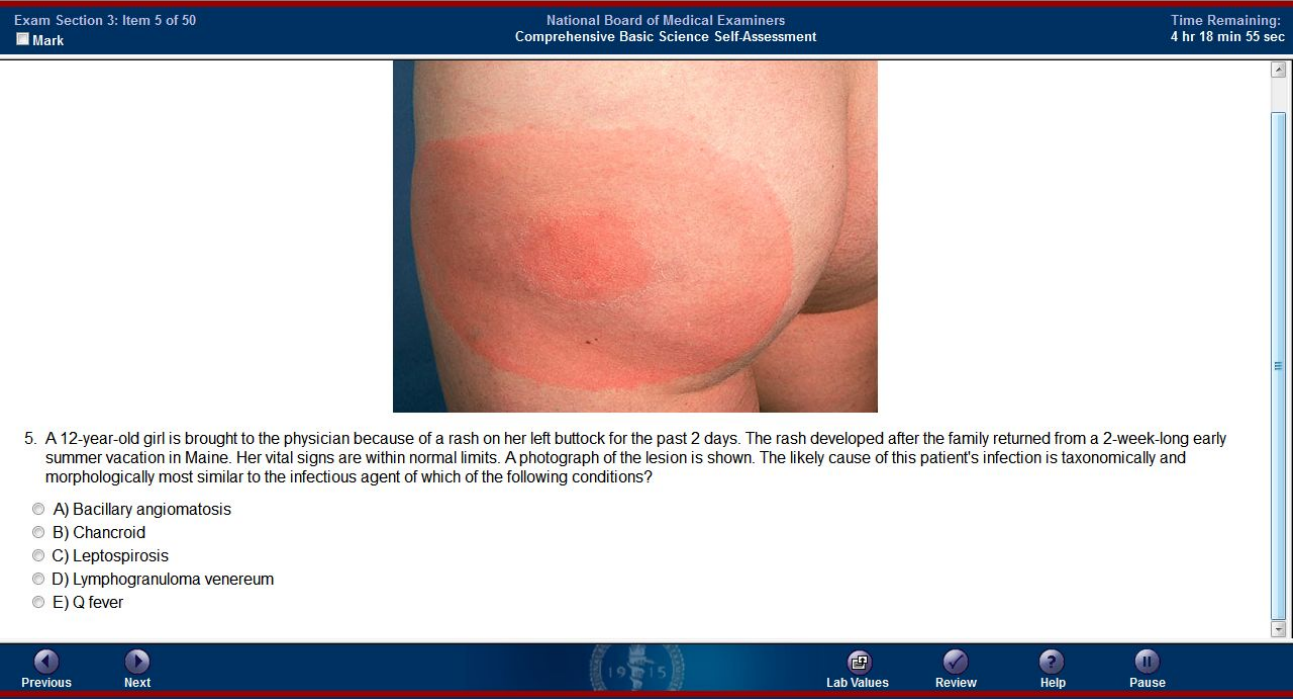 Exam Section 3: Item 5 of 50
National Board of Medical Examiners
Time Remaining:
Mark
Comprehensive Basic Science Self-Assessment
4 hr 18 min 55 sec
5. A 12-year-old girl is brought to the physician because of a rash on her left buttock for the past 2 days. The rash developed after the family returned from a 2-week-long early
summer vacation in Maine. Her vital signs are within normal limits. A photograph of the lesion is shown. The likely cause of this patient's infection is taxonomically and
morphologically most similar to the infectious agent of which of the following conditions?
A) Bacillary angiomatosis
B) Chancroid
C) Leptospirosis
D) Lymphogranuloma venereum
E) Q fever
1915
Previous
Next
Lab Values
Review
Help
Pause